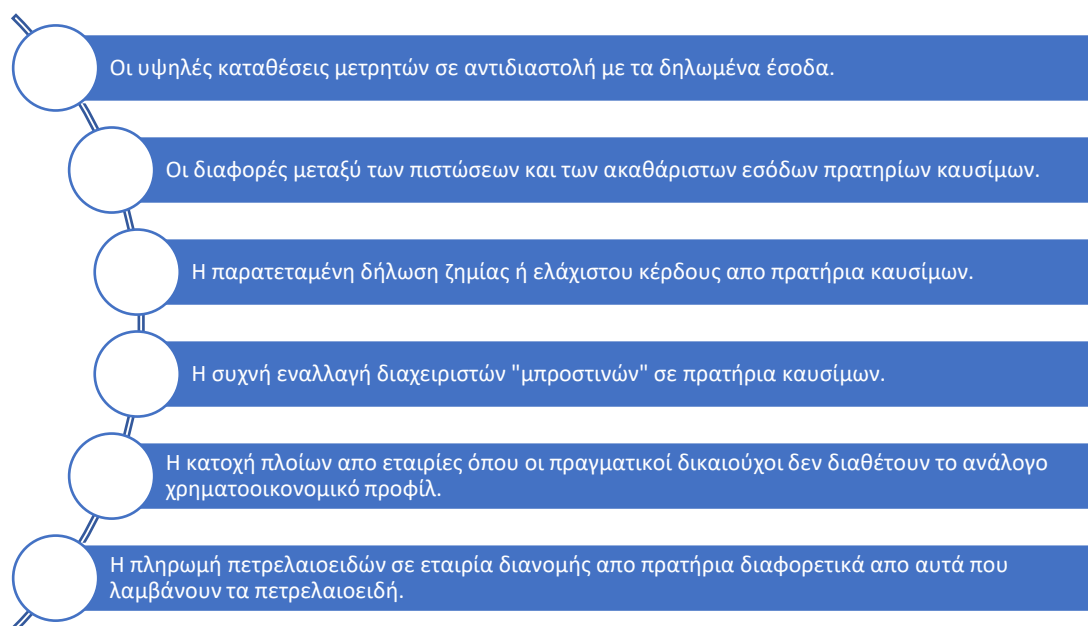 Οι υψηλές καταθέσεις μετρητών σε αντιδιαστολή με τα δηλωμένα έσοδα.
Οι διαφορές μεταξύ των πιστώσεων και των ακαθάριστων εσόδων πρατηρίων καυσίμων.
Η παρατεταμένη δήλωση ζημίας ή ελάχιστου κέρδους απο πρατήρια καυσίμων.
Η συχνή εναλλαγή διαχειριστών "μπροστινών" σε πρατήρια καυσίμων.
Η κατοχή πλοίων απο εταιρίες όπου οι πραγματικοί δικαιούχοι δεν διαθέτουν το ανάλογο
χρηματοοικονομικό προφίλ.
Η πληρωμή πετρελαιοειδών σε εταιρία διανομής απο πρατήρια διαφορετικά απο αυτά που
λαμβάνουν τα πετρελαιοειδή.